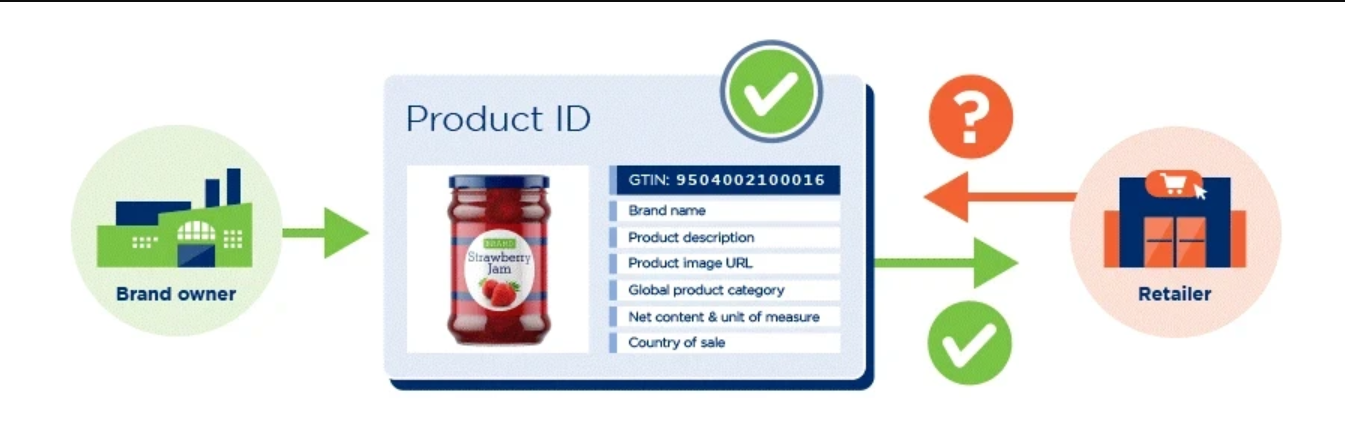 Product ID
GTIN: 9504002100016
Brand name
Product description
Product image URL
Global product category
Net content & unit of measure
Country of sale
BRAND
Strawberry
Jam
Brand owner
Retailer